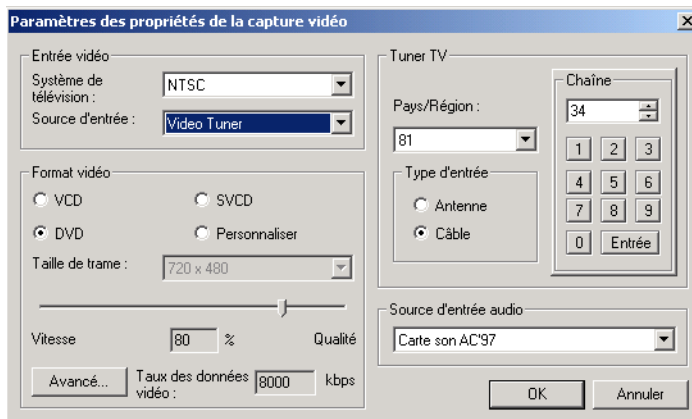 Paramètres des propriétés de la capture vidéo
Entrée vidéo
Système de
télévision :
NTSC
Source d'entrée :
Video Tuner
Format vidéo
VCD
SVCD
DVD
Personnaliser
Taille de trame :
720 x 480
Vitesse
80
%
Qualité
Avancé...
Taux des données
vidéo :
8000
kbps
Tuner TV
Pays/Région :
81
Type d'entrée
Antenne
Câble
Chaîne
34
1 2 3
4 5 6
7 8 9
0 Entrée
Source d'entrée audio
Carte son AC'97
OK
Annuler